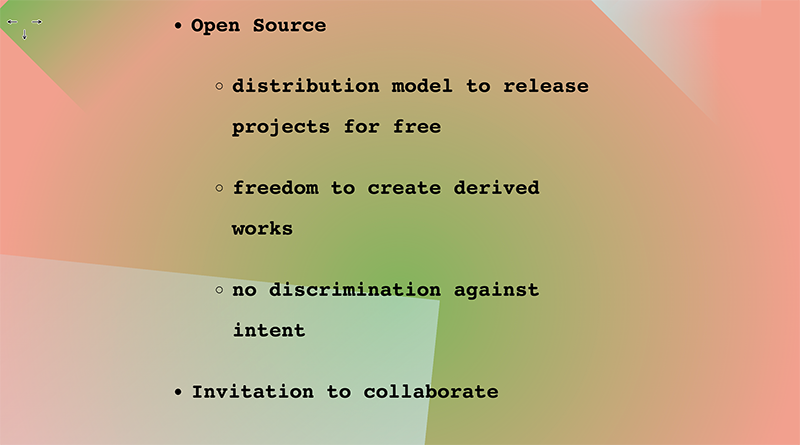 Open Source
distribution model to release
projects for free
freedom to create derived
works
no discrimination against
intent
Invitation to collaborate